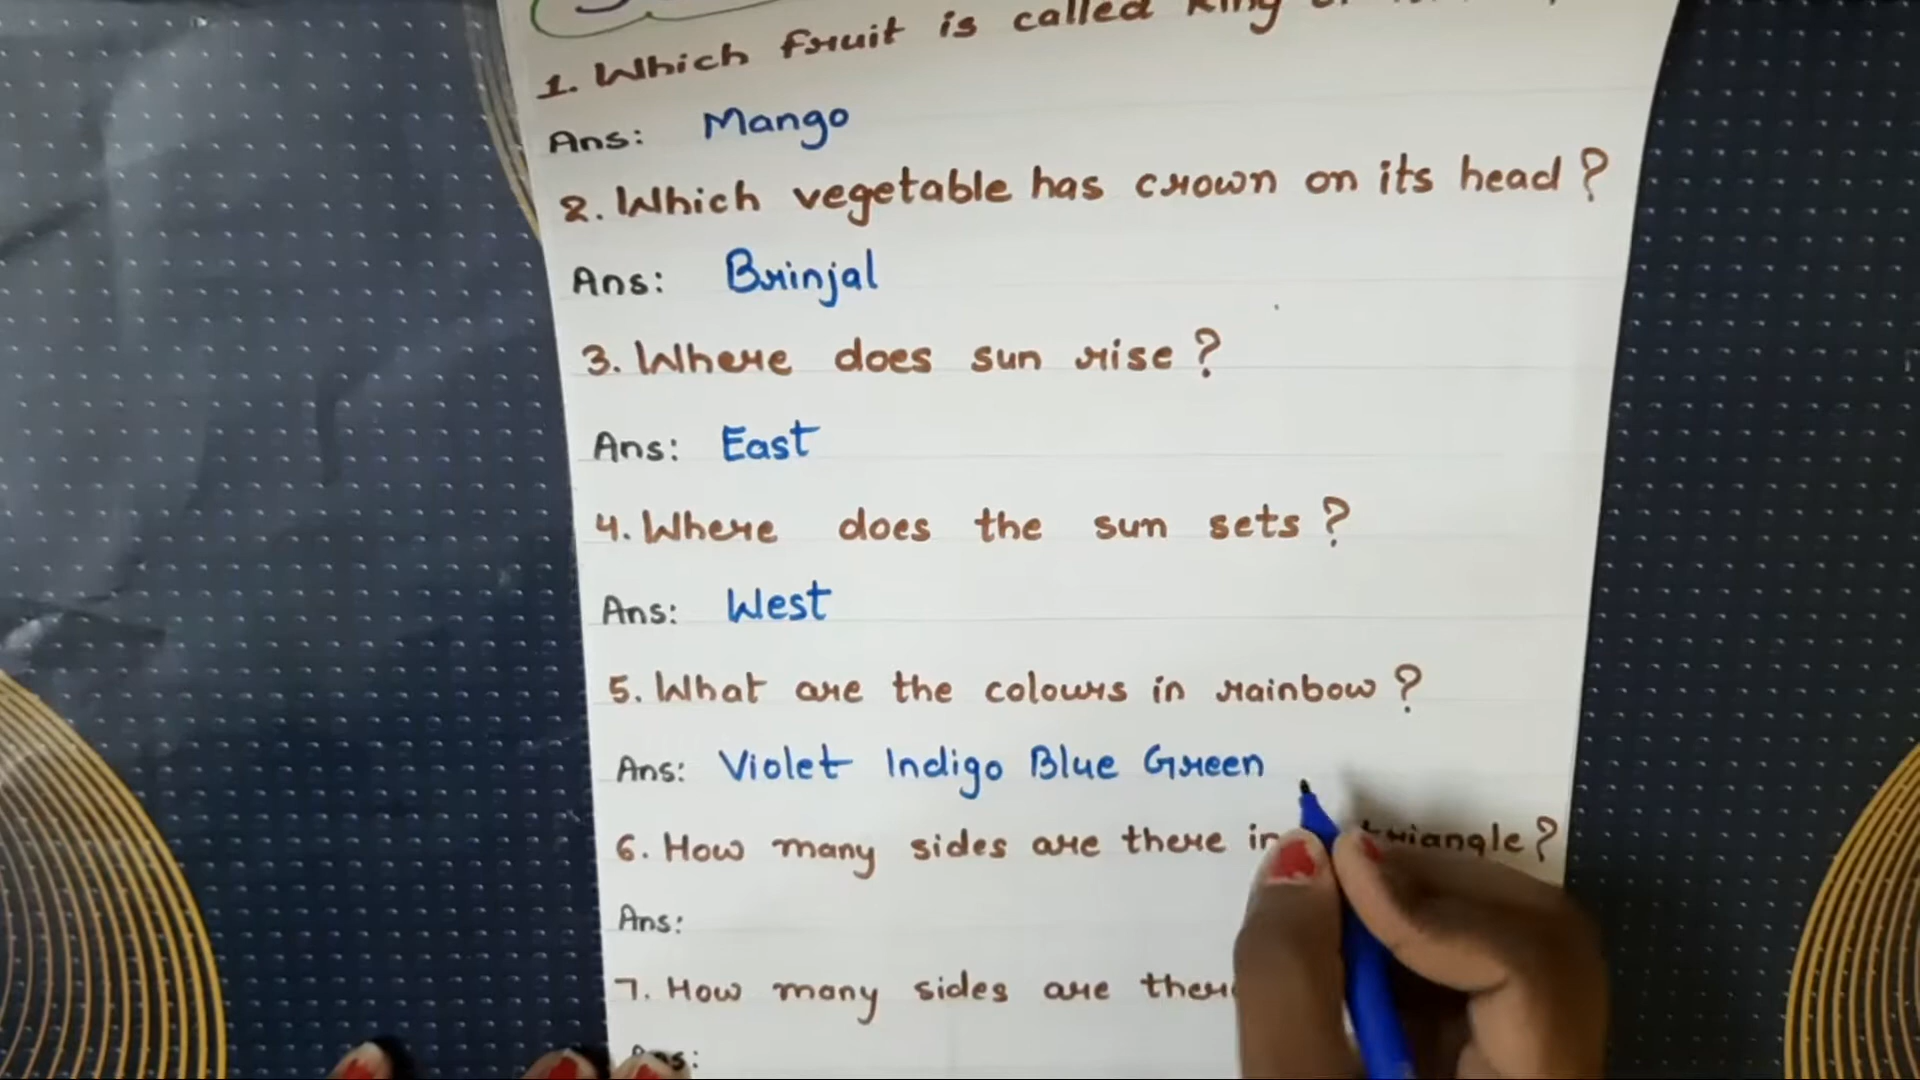 1. Which fruit is called King
Ans: Mango
2. Which vegetable has crown on its head?
Ans: Brinjal
3. Where does sun rise?
Ans: East
4. Where does the sun sets?
Ans: West
5. What are the colours in rainbow?
Ans: Violet Indigo Blue Green
6. How many sides are there in triangle?
Ans:
7. How many sides are there
Ans: